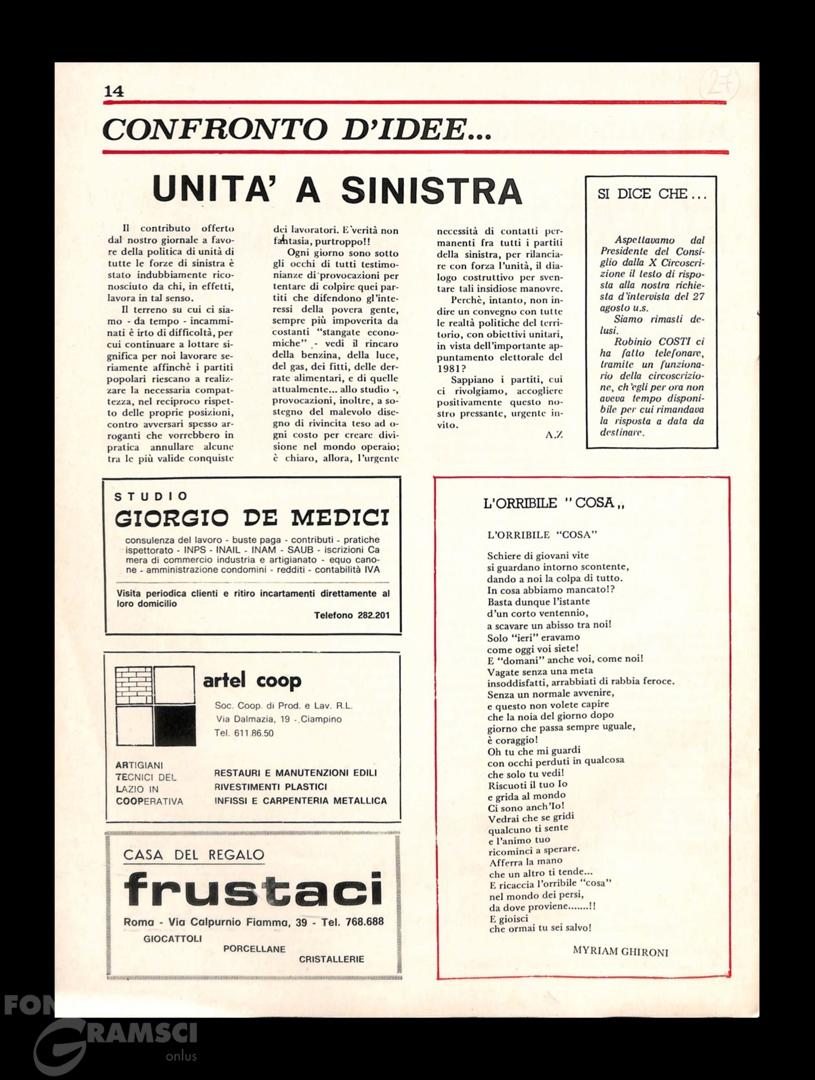 14
(27)
CONFRONTO D'IDEE...
UNITA' A SINISTRA
Il contributo offerto
dal nostro giornale a favo-
re della politica di unità di
tutte le forze di sinistra è
stato indubbiamente rico-
nosciuto da chi, in effetti,
lavora in tal senso.
Il terreno su cui ci sia-
mo - da tempo - incammi-
nati è irto di difficoltà, per
cui continuare a lottare si-
gnifica per noi lavorare se-
riamente affinchè i partiti
popolari riescano a realiz-
zare la necessaria compat-
tezza, nel reciproco rispet-
to delle proprie posizioni,
contro avversari spesso ar-
roganti che vorrebbero in
pratica annullare alcune
tra le più valide conquiste
dei lavoratori. E'verità non
fantasia, purtroppo!!
Ogni giorno sono sotto
gli occhi di tutti testimo-
nianze di provocazioni per
tentare di colpire quei par-
titi che difendono gl'inte-
ressi della povera gente,
sempre più impoverita da
costanti "stangate econo-
miche" - vedi il rincaro
della benzina, della luce,
del gas, dei fitti, delle der-
rate alimentari, e di quelle
attualmente... allo studio -,
provocazioni, inoltre, a so-
stegno del malevolo dise-
gno di rivincita teso ad o-
gni costo per creare divi-
sione nel mondo operaio;
è chiaro, allora, l'urgente
necessità di contatti per-
manenti fra tutti i partiti
della sinistra, per rilancia-
re con forza l'unità, il dia-
logo costruttivo per sven-
tare tali insidiose manovre.
Perchè, intanto, non in-
dire un convegno con tutte
le realtà politiche del terri-
torio, con obiettivi unitari,
in vista dell'importante ap-
puntamento elettorale del
1981?
Sappiano i partiti, cui
ci rivolgiamo, accogliere
positivamente questo no-
stro pressante, urgente in-
vito.
A.Z
SI DICE CHE...
Aspettavamo dal
Presidente del Consi-
glio dalla X Circoscri-
zione il testo di rispo-
sta alla nostra richie-
sta d'intervista del 27
agosto u.s.
Siamo rimasti de-
lusi.
Robinio COSTI ci
ha fatto telefonare,
tramite un funziona-
rio della circoscrizio-
ne, ch'egli per ora non
aveva tempo disponi-
bile per cui rimandava
la risposta a data da
destinare.
STUDIO
GIORGIO DE MEDICI
consulenza del lavoro - buste paga - contributi - pratiche
ispettorato - INPS - INAIL - INAM - SAUB - iscrizioni Ca
mera di commercio industria e artigianato - equo cano-
ne - amministrazione condomini - redditi - contabilità IVA
Visita periodica clienti e ritiro incartamenti direttamente al
loro domicilio
Telefono 282.201
artel coop
Soc. Coop. di Prod. e Lav. R.L.
Via Dalmazia, 19 - Ciampino
Tel. 611.86.50
ARTIGIANI
TECNICI DEL
LAZIO IN
COOPERATIVA
RESTAURI E MANUTENZIONI EDILI
RIVESTIMENTI PLASTICI
INFISSI E CARPENTERIA METALLICA
CASA DEL REGALO
frustaci
Roma - Via Calpurnio Fiamma, 39 - Tel. 768.688
GIOCATTOLI
PORCELLANE
CRISTALLERIE
L'ORRIBILE "COSA„
L'ORRIBILE "COSA"
Schiere di giovani vite
si guardano intorno scontente,
dando a noi la colpa di tutto.
In cosa abbiamo mancato!?
Basta dunque l'istante
d'un corto ventennio,
a scavare un abisso tra noi!
Solo "ieri" eravamo
come oggi voi siete!
E "domani" anche voi, come noi!
Vagate senza una meta
insoddisfatti, arrabbiati di rabbia feroce.
Senza un normale avvenire,
e questo non volete capire
che la noia del giorno dopo
giorno che passa sempre uguale,
è coraggio!
Oh tu che mi guardi
con occhi perduti in qualcosa
che solo tu vedi!
Riscuoti il tuo Io
e grida al mondo
Ci sono anch'Io!
Vedrai che se gridi
qualcuno ti sente
e l'animo tuo
ricominci a sperare.
Afferra la mano
che un altro ti tende...
E ricaccia l'orribile "cosa"
nel mondo dei persi,
da dove proviene.......!!
E gioisci
che ormai tu sei salvo!
MYRIAM GHIRONI
GRAMSCI
onlus